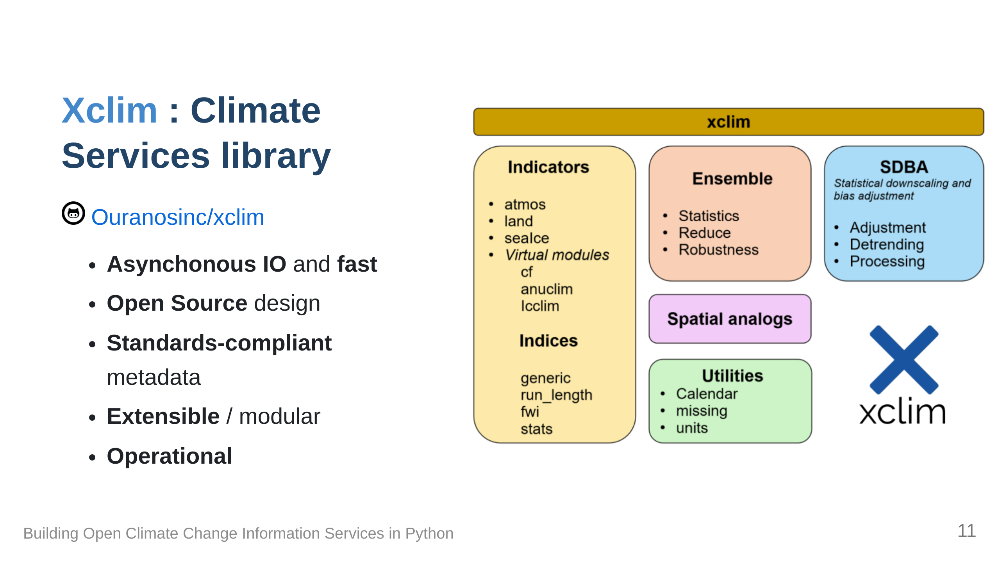 Xclim : Climate
Services library
Ouranosinc/xclim
• Asynchonous IO and fast
• Open Source design
• Standards-compliant
metadata
• Extensible / modular
• Operational
xclim
Indicators
• atmos
• land
• seaIce
• Virtual modules
cf
anuclim
Icclim
Indices
generic
run_length
fwi
stats
Ensemble
• Statistics
• Reduce
• Robustness
SDBA
Statistical downscaling and
bias adjustment
• Adjustment
• Detrending
• Processing
Spatial analogs
Utilities
• Calendar
• missing
• units
xclim
Building Open Climate Change Information Services in Python
11